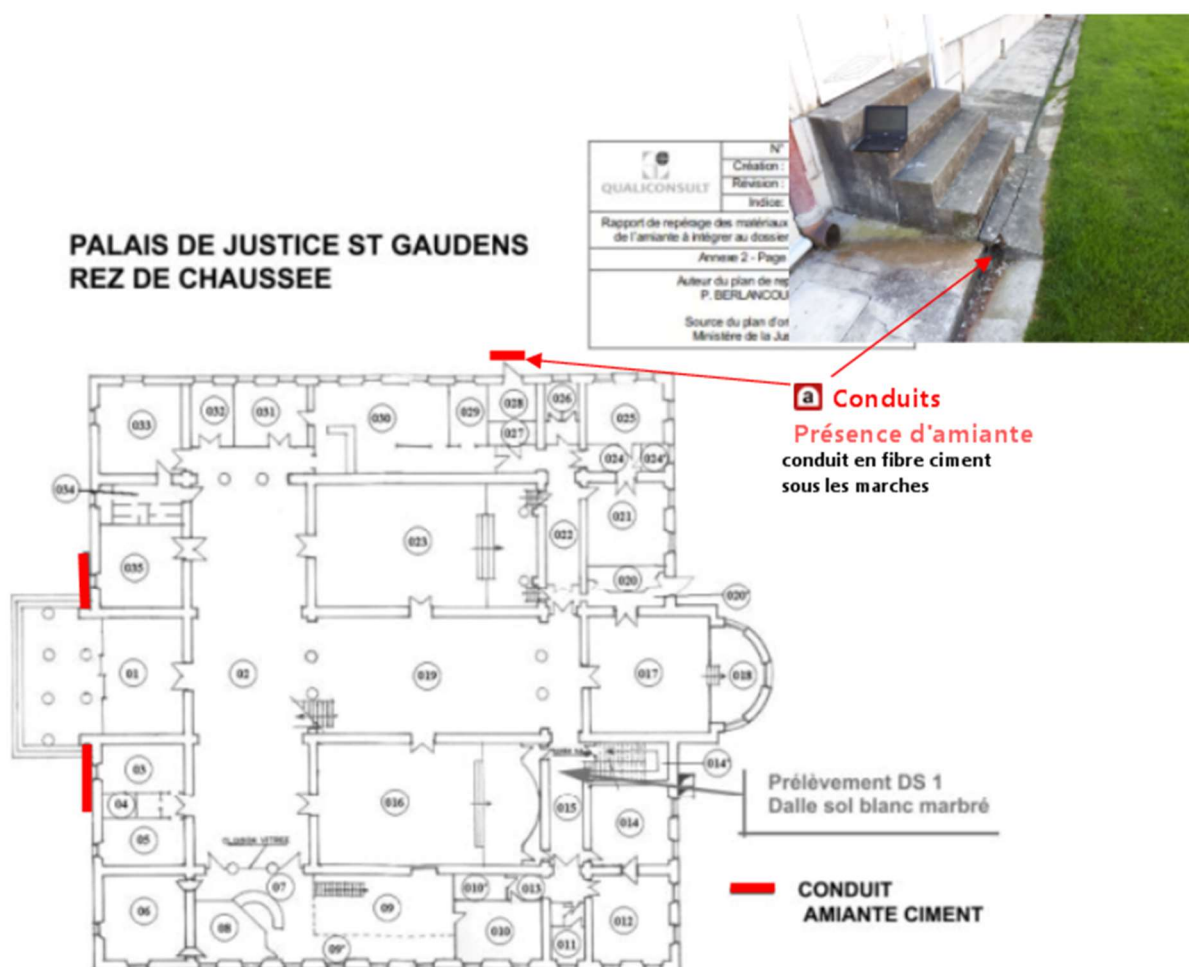 PALAIS DE JUSTICE ST GAUDENS
REZ DE CHAUSSEE
QUALICONSULT
N°
Création :
Révision :
Indice:
Rapport de repérage des matériaux
de l'amiante à intégrer au dossier
Annexe 2 - Page
Auteur du plan de rep
P. BERLANCOU
Source du plan d'or
Ministère de la Jus
a Conduits
Présence d'amiante
conduit en fibre ciment
sous les marches
033
032
031
030
029
028
027
026
025
024
024'
034
035
023
022
021
020
020'
01
02
019
017
018
03
04
05
016
015
014
014'
Prélèvement DS 1
Dalle sol blanc marbré
CLOISON VITREE
06
07
08
09
09'
010'
010
013
011
012
CONDUIT
AMIANTE CIMENT